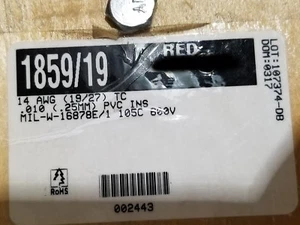 RED
1859/19
14 AWG (19/27) TC
.010 (.25MM) PVC INS
MIL-W-16878E/1 105C 600V
RoHS
002443
LOT:107374-08
DOM:0317